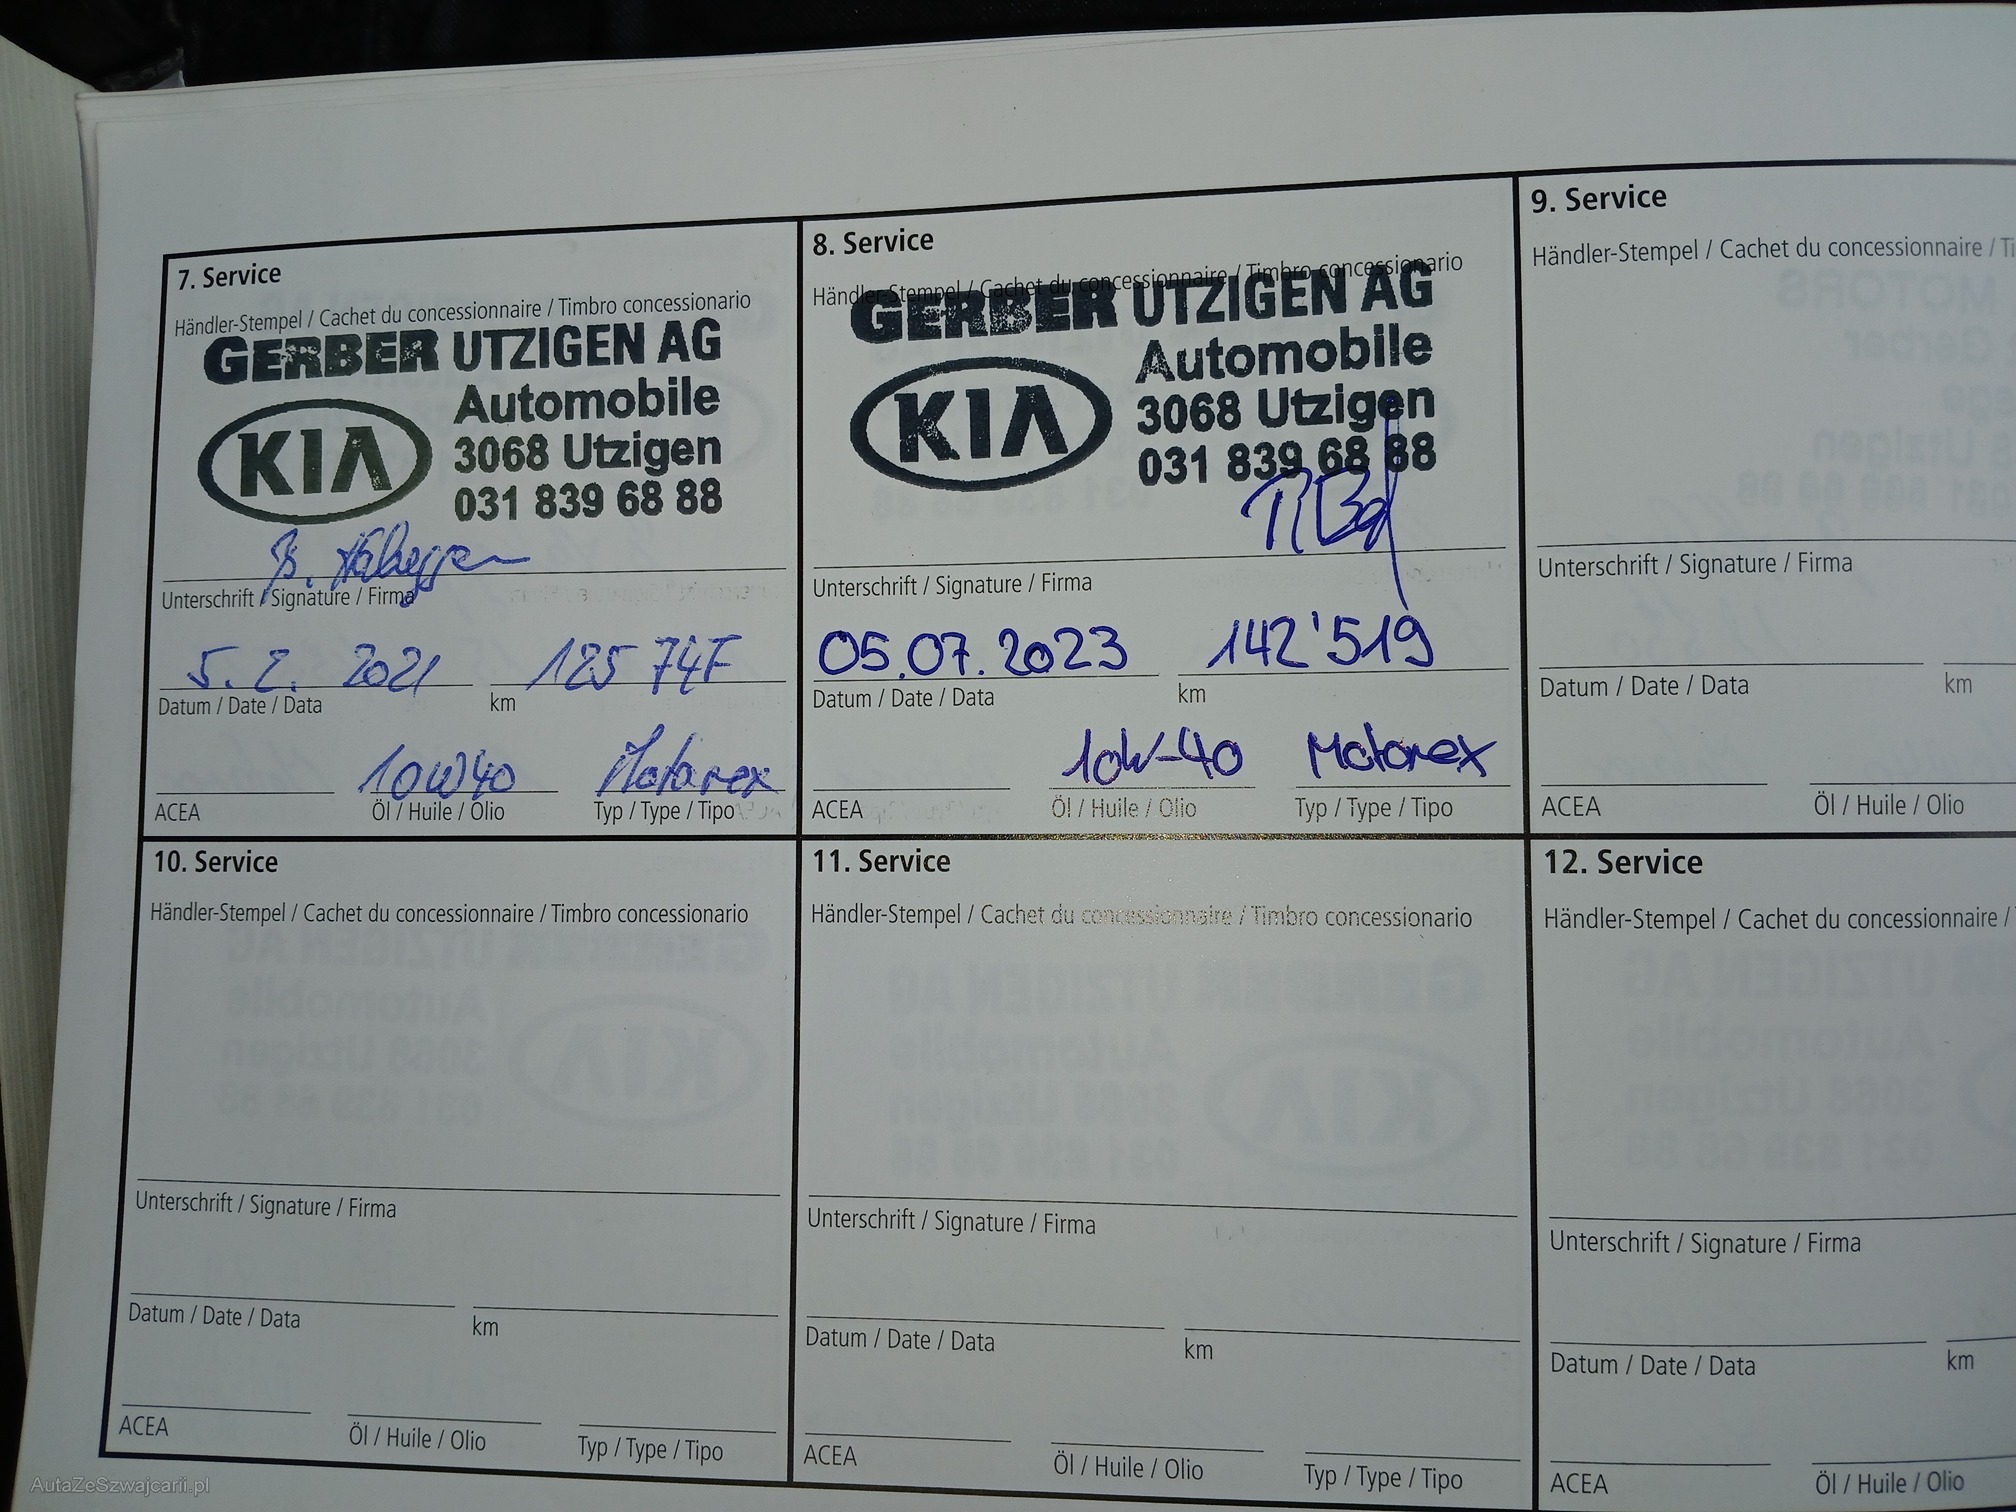 7. Service
Händler-Stempel / Cachet du concessionnaire / Timbro concessionario
GERBER UTZIGEN AG
KIA
Automobile
3068 Utzigen
031 839 68 88
Unterschrift / Signature / Firma
5. 2. 2021
125 747
Datum / Date / Data
km
10W40
Motorex
ACEA
Öl / Huile / Olio
Typ / Type / Tipo
8. Service
Händler-Stempel / Cachet du concessionnaire / Timbro concessionario
GERBER UTZIGEN AG
KIA
Automobile
3068 Utzigen
031 839 68 88
Unterschrift / Signature / Firma
05.07.2023
142'519
Datum / Date / Data
km
10W-40
Motorex
ACEA
Öl / Huile / Olio
Typ / Type / Tipo
9. Service
Händler-Stempel / Cachet du concessionnaire /
Unterschrift / Signature / Firma
Datum / Date / Data
km
ACEA
Öl / Huile / Olio
10. Service
Händler-Stempel / Cachet du concessionnaire / Timbro concessionario
Unterschrift / Signature / Firma
Datum / Date / Data
km
ACEA
Öl / Huile / Olio
Typ / Type / Tipo
11. Service
Händler-Stempel / Cachet du concessionnaire / Timbro concessionario
Unterschrift / Signature / Firma
Datum / Date / Data
km
ACEA
Öl / Huile / Olio
Typ / Type / Tipo
12. Service
Händler-Stempel / Cachet du concessionnaire /
Unterschrift / Signature / Firma
Datum / Date / Data
km
ACEA
Öl / Huile / Olio
AutaZeSzwajcarii.pl